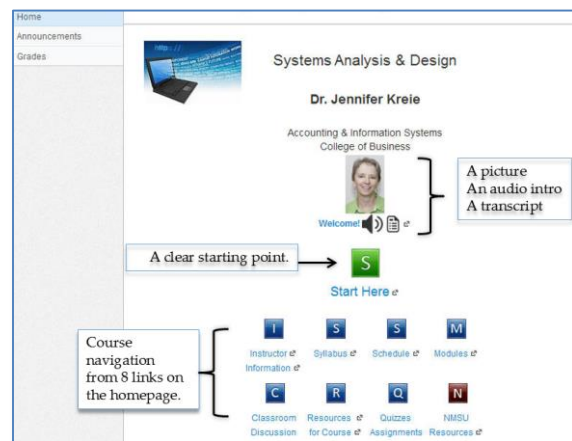 Home
Announcements
Grades
http://
Systems Analysis & Design
Dr. Jennifer Kreie
Accounting & Information Systems
College of Business
Welcome!
A picture
An audio intro
A transcript
A clear starting point.
S
Start Here
Course
navigation
from 8 links on
the homepage.
I S S M
Instructor Syllabus Schedule Modules
Information
C R Q N
Classroom Resources Quizzes NMSU
Discussion for Course Assignments Resources